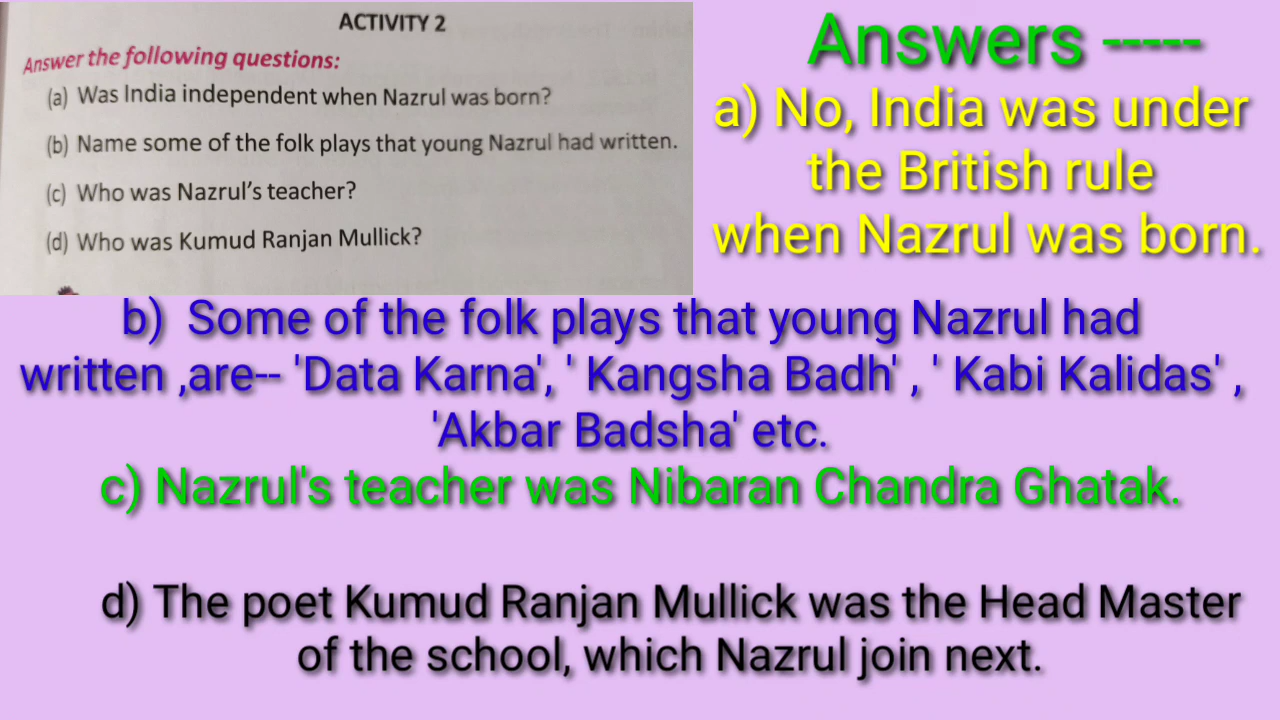 ACTIVITY 2
Answer the following questions:
(a) Was India independent when Nazrul was born?
(b) Name some of the folk plays that young Nazrul had written.
(c) Who was Nazrul's teacher?
(d) Who was Kumud Ranjan Mullick?
Answers -----
a) No, India was under
the British rule
when Nazrul was born.
b)  Some of the folk plays that young Nazrul had
written ,are-- 'Data Karna', ' Kangsha Badh' , ' Kabi Kalidas' ,
'Akbar Badsha' etc.
c) Nazrul's teacher was Nibaran Chandra Ghatak.
d) The poet Kumud Ranjan Mullick was the Head Master
of the school, which Nazrul join next.